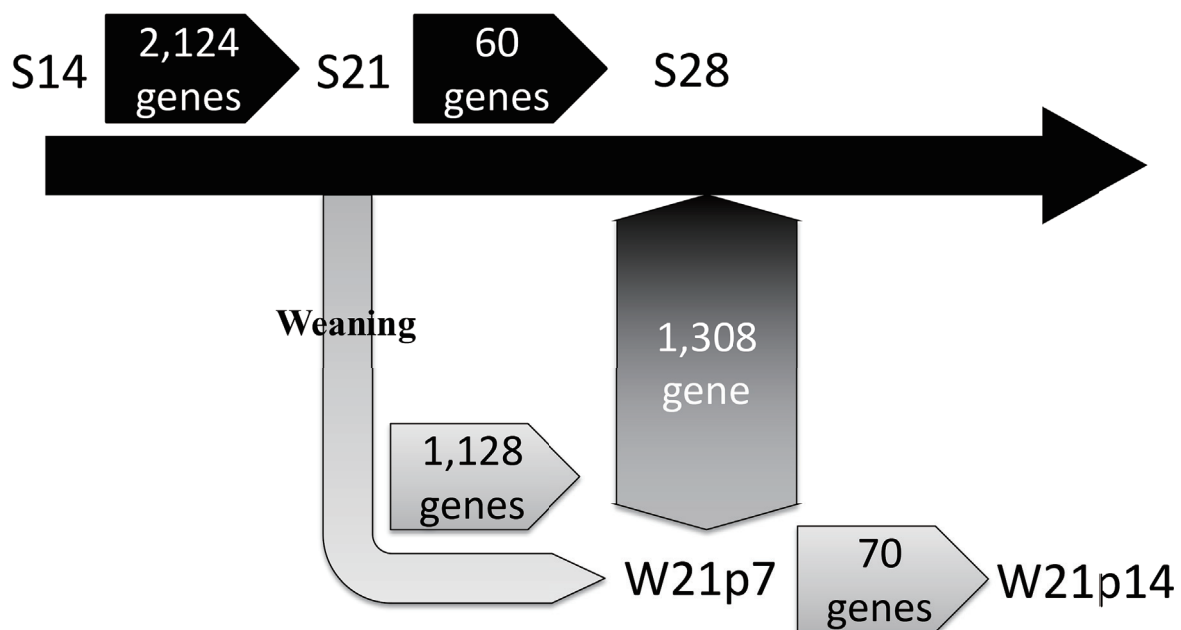 S14
2,124
genes
S21
60
genes
S28
Weaning
1,308
gene
1,128
genes
W21p7
70
genes
W21p14